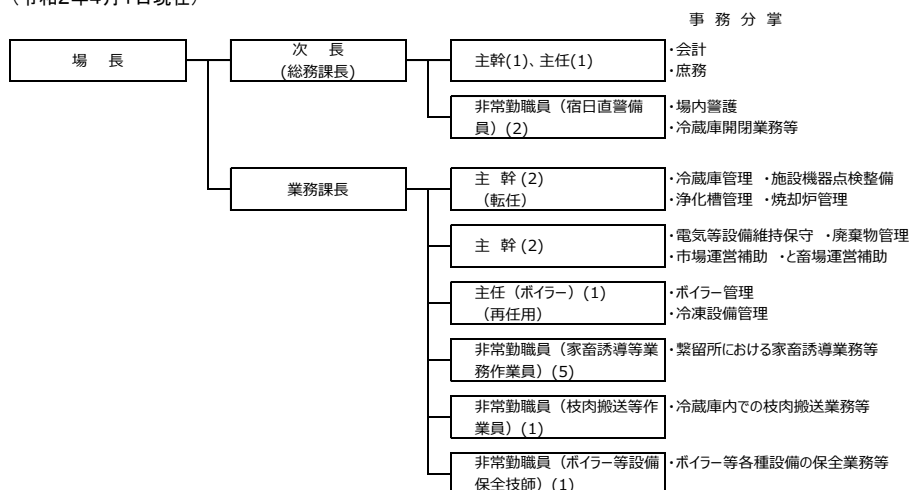 （令和2年4月1日現在）
事 務 分 掌
場　長
次　長
(総務課長)
主幹(1)、主任(1)
・会計
・庶務
非常勤職員（宿日直警備
員）(2)
・場内警護
・冷蔵庫開閉業務等
業務課長
主 幹 (2)
（転任）
・冷蔵庫管理 ・施設機器点検整備
・浄化槽管理 ・焼却炉管理
主 幹 (2)
・電気等設備維持保守 ・廃棄物管理
・市場運営補助 ・と畜場運営補助
主任（ボイラー）(1)
（再任用）
・ボイラー管理
・冷凍設備管理
非常勤職員（家畜誘導等業
務作業員）(5)
・繋留所における家畜誘導業務等
非常勤職員（枝肉搬送等作
業員）(1)
・冷蔵庫内での枝肉搬送業務等
非常勤職員（ボイラー等設備
保全技師）(1)
・ボイラー等各種設備の保全業務等